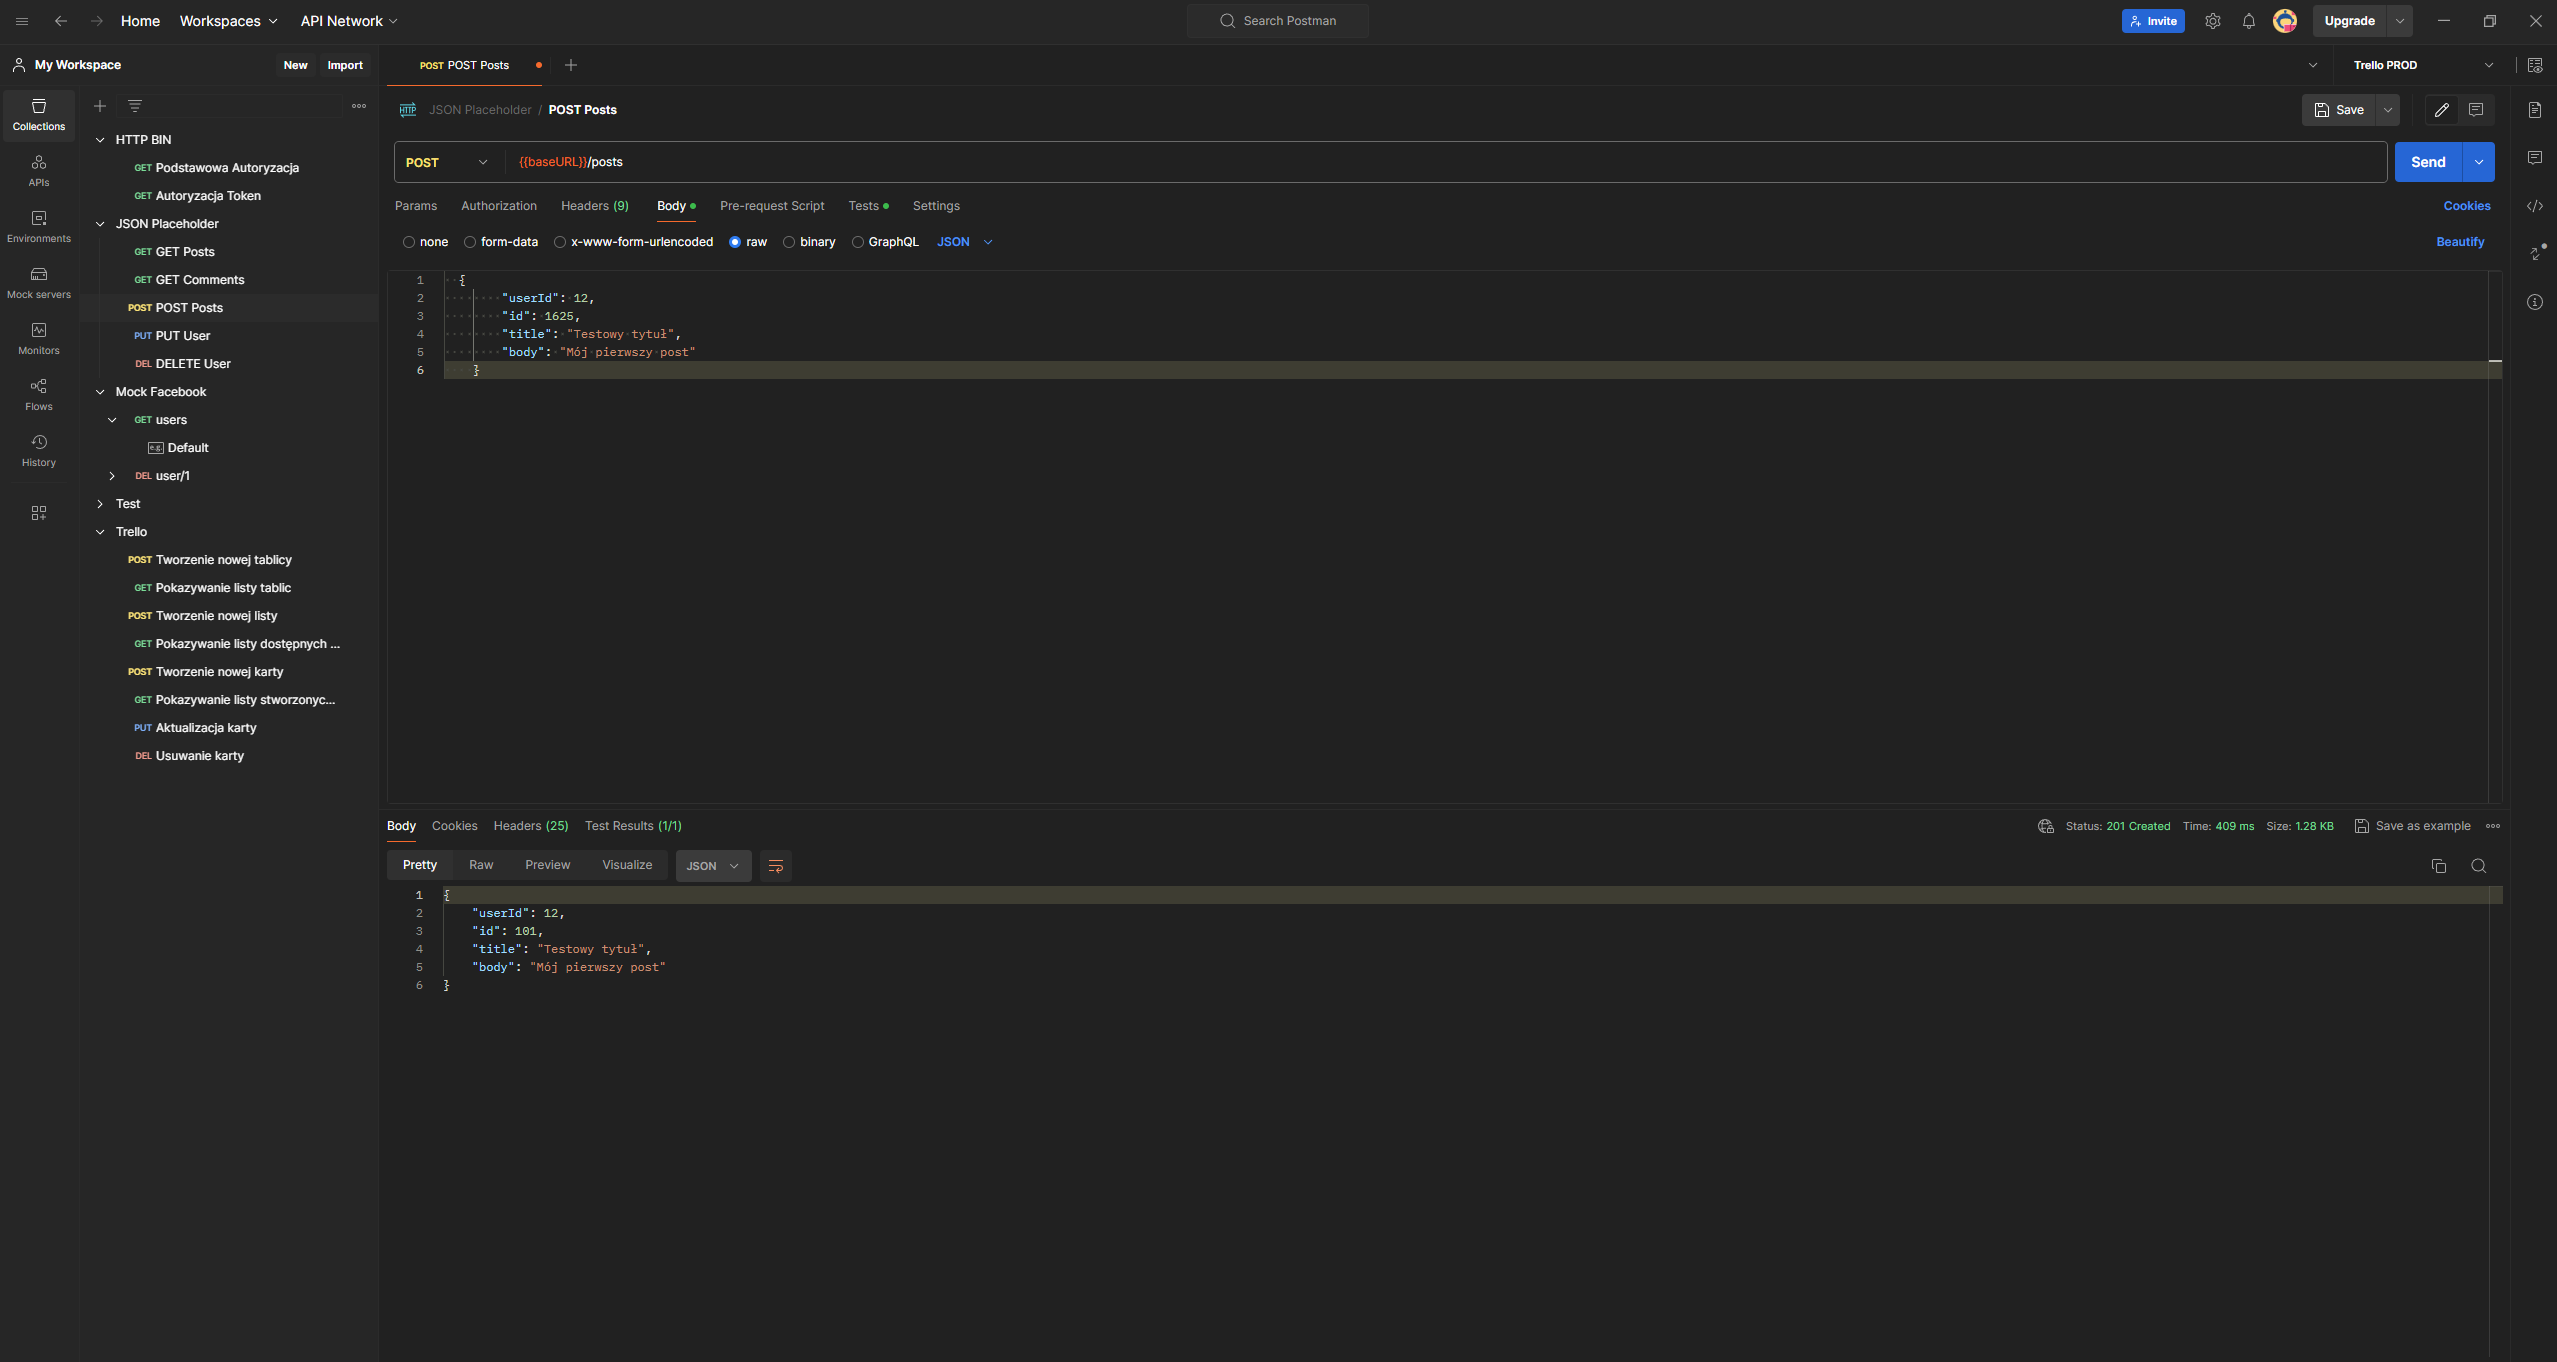 Home Workspaces API Network Search Postman Invite Upgrade
My Workspace New Import POST POST Posts Trello PROD
Collections
APIs
Environments
Mock servers
Monitors
Flows
History
HTTP BIN
GET Podstawowa Autoryzacja
GET Autoryzacja Token
JSON Placeholder
GET GET Posts
GET GET Comments
POST POST Posts
PUT PUT User
DEL DELETE User
Mock Facebook
GET users
e.g. Default
DEL user/1
Test
Trello
POST Tworzenie nowej tablicy
GET Pokazywanie listy tablic
POST Tworzenie nowej listy
GET Pokazywanie listy dostępnych ...
POST Tworzenie nowej karty
GET Pokazywanie listy stworzonyc...
PUT Aktualizacja karty
DEL Usuwanie karty
HTTP JSON Placeholder / POST Posts Save
POST {{baseURL}}/posts Send
Params Authorization Headers (9) Body Pre-request Script Tests Settings Cookies
none form-data x-www-form-urlencoded raw binary GraphQL JSON Beautify
1 {
2 "userId": 12,
3 "id": 1625,
4 "title": "Testowy tytuł",
5 "body": "Mój pierwszy post"
6 }
Body Cookies Headers (25) Test Results (1/1) Status: 201 Created Time: 409 ms Size: 1.28 KB Save as example
Pretty Raw Preview Visualize JSON
1 {
2 "userId": 12,
3 "id": 101,
4 "title": "Testowy tytuł",
5 "body": "Mój pierwszy post"
6 }